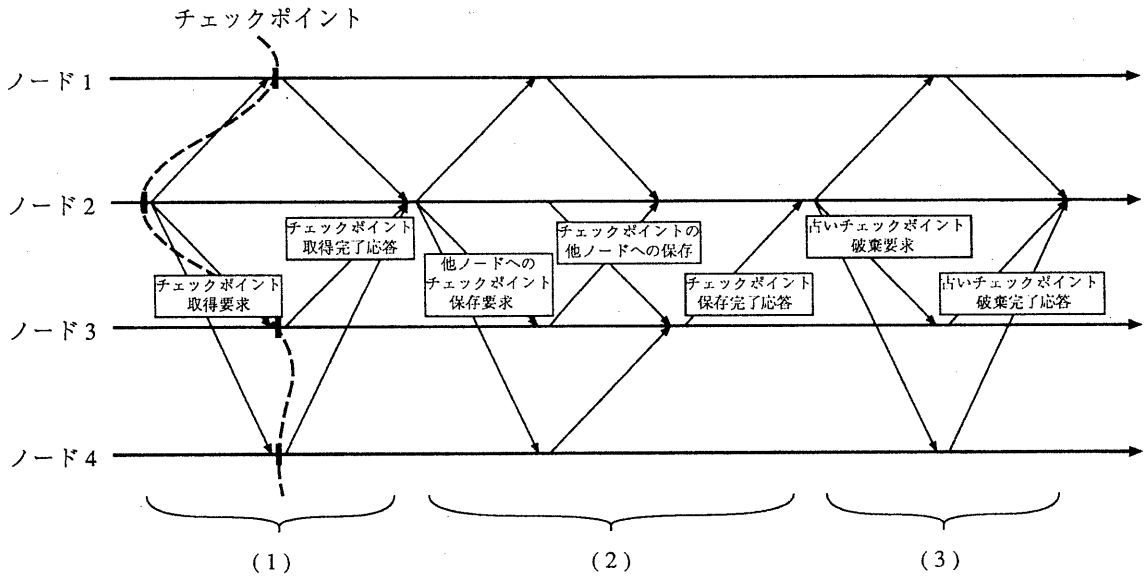 チェックポイント
ノード1
ノード2
チェックポイント
取得完了応答
チェックポイントの
他ノードへの保存
古いチェックポイント
破棄要求
他ノードへの
チェックポイント
保存要求
チェックポイント
取得要求
チェックポイント
保存完了応答
古いチェックポイント
破棄完了応答
ノード3
ノード4
(1)
(2)
(3)